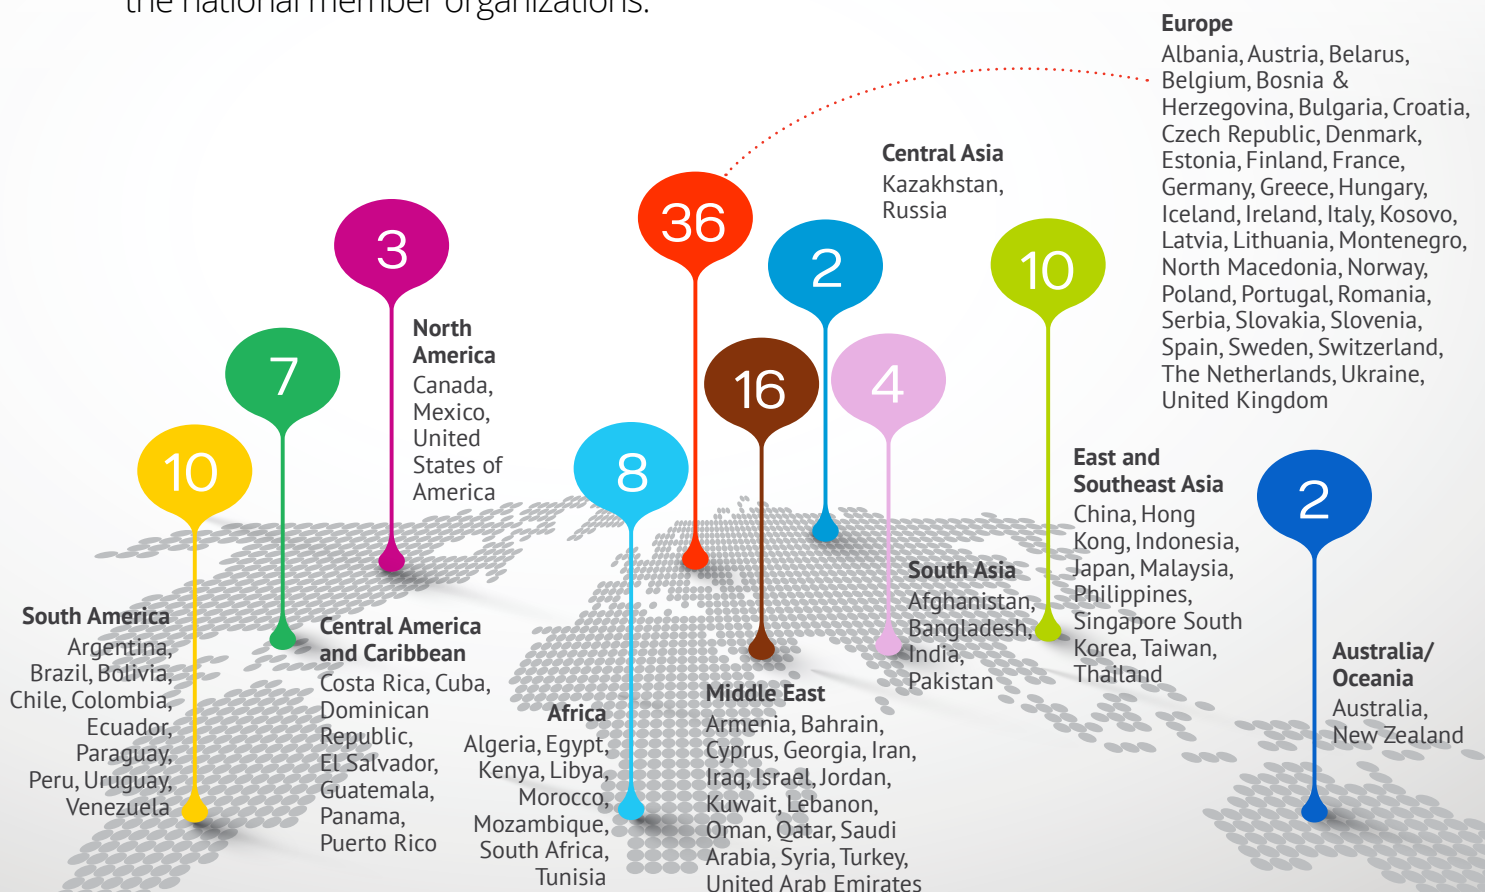 the national member organizations.
Europe
Albania, Austria, Belarus,
Belgium, Bosnia &
Herzegovina, Bulgaria, Croatia,
Czech Republic, Denmark,
Estonia, Finland, France,
Germany, Greece, Hungary,
Iceland, Ireland, Italy, Kosovo,
Latvia, Lithuania, Montenegro,
North Macedonia, Norway,
Poland, Portugal, Romania,
Serbia, Slovakia, Slovenia,
Spain, Sweden, Switzerland,
The Netherlands, Ukraine,
United Kingdom
36
Central Asia
Kazakhstan,
Russia
2
3
North
America
Canada,
Mexico,
United
States of
America
7
Central America
and Caribbean
Costa Rica, Cuba,
Dominican
Republic,
El Salvador,
Guatemala,
Panama,
Puerto Rico
10
South America
Argentina,
Brazil, Bolivia,
Chile, Colombia,
Ecuador,
Paraguay,
Peru, Uruguay,
Venezuela
8
Africa
Algeria, Egypt,
Kenya, Libya,
Morocco,
Mozambique,
South Africa,
Tunisia
16
Middle East
Armenia, Bahrain,
Cyprus, Georgia, Iran,
Iraq, Israel, Jordan,
Kuwait, Lebanon,
Oman, Qatar, Saudi
Arabia, Syria, Turkey,
United Arab Emirates
4
South Asia
Afghanistan,
Bangladesh,
India,
Pakistan
10
East and
Southeast Asia
China, Hong
Kong, Indonesia,
Japan, Malaysia,
Philippines,
Singapore South
Korea, Taiwan,
Thailand
2
Australia/
Oceania
Australia,
New Zealand